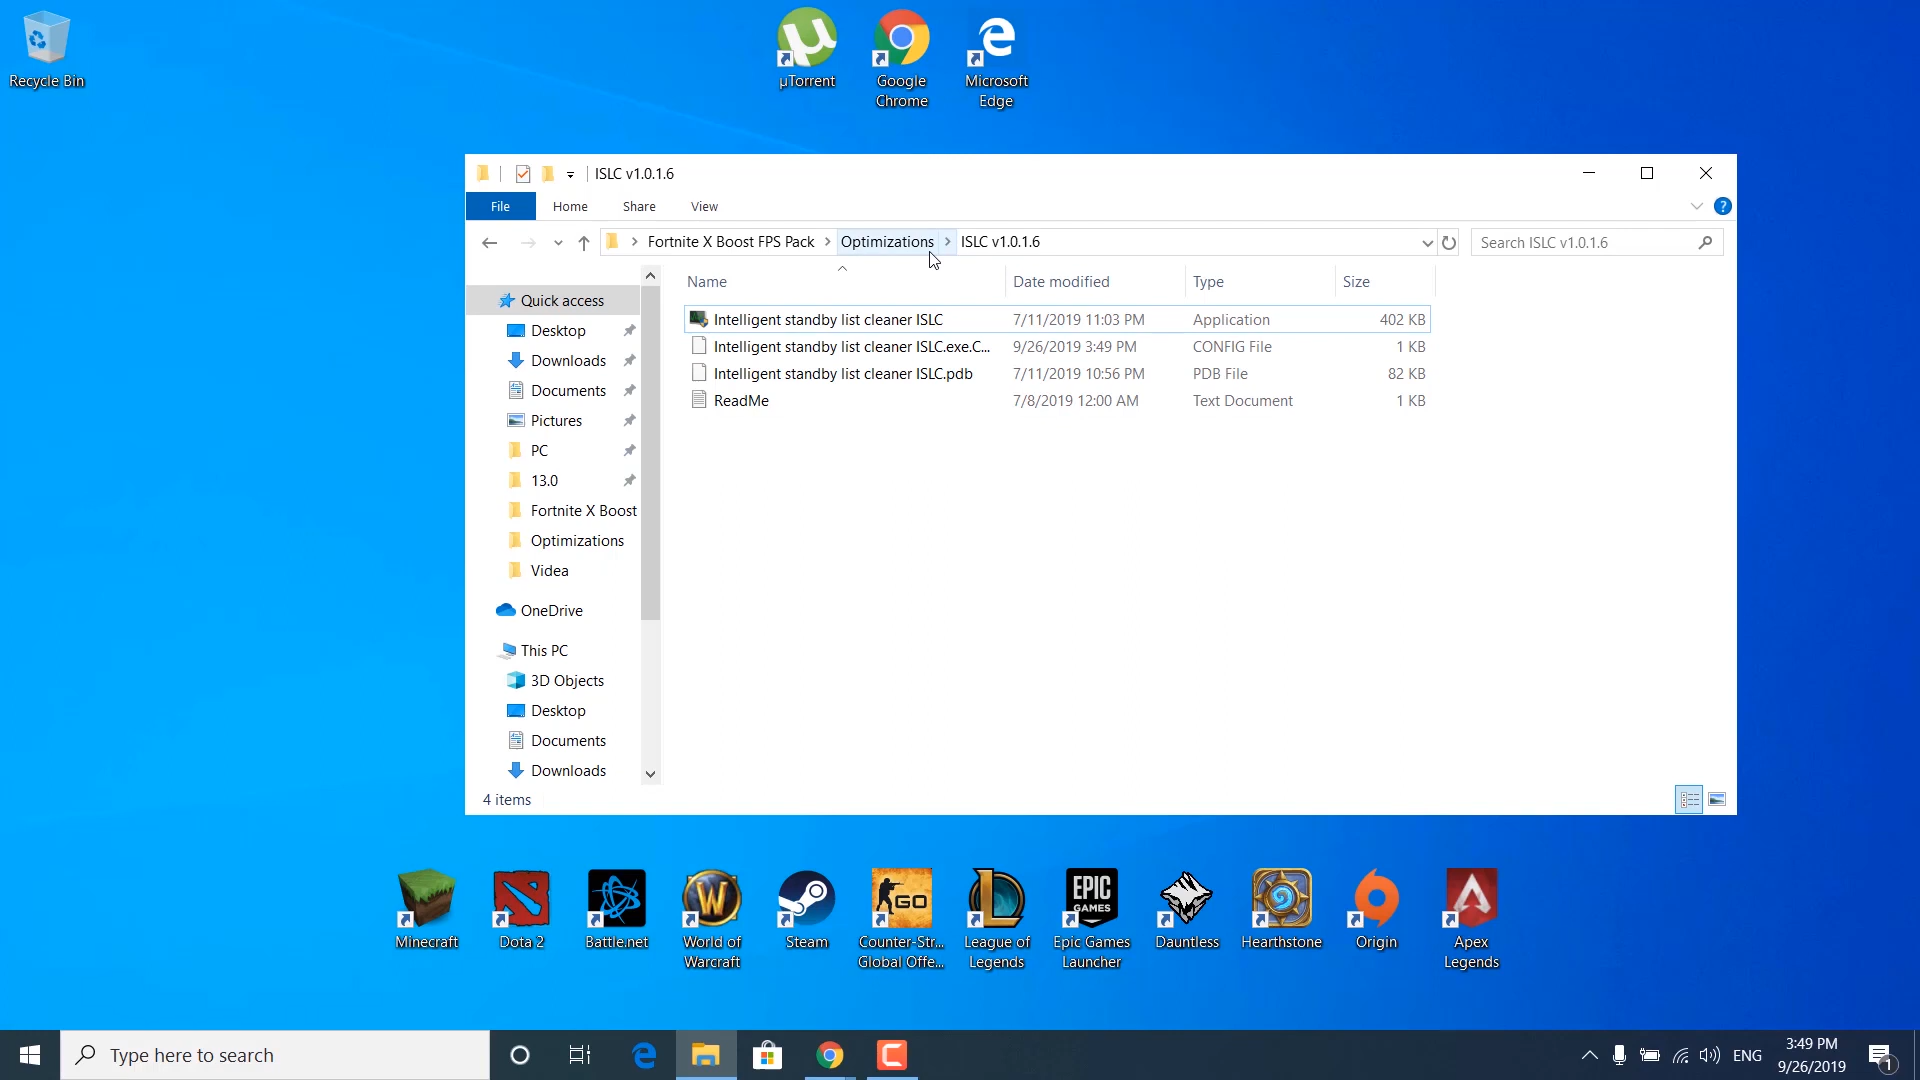 Recycle Bin
µTorrent
Google
Chrome
Microsoft
Edge
ISLC v1.0.1.6
File
Home
Share
View
Fortnite X Boost FPS Pack
Optimizations
ISLC v1.0.1.6
Search ISLC v1.0.1.6
Name
Date modified
Type
Size
Intelligent standby list cleaner ISLC
7/11/2019 11:03 PM
Application
402 KB
Intelligent standby list cleaner ISLC.exe.C...
9/26/2019 3:49 PM
CONFIG File
1 KB
Intelligent standby list cleaner ISLC.pdb
7/11/2019 10:56 PM
PDB File
82 KB
ReadMe
7/8/2019 12:00 AM
Text Document
1 KB
Quick access
Desktop
Downloads
Documents
Pictures
PC
13.0
Fortnite X Boost
Optimizations
Videa
OneDrive
This PC
3D Objects
Desktop
Documents
Downloads
4 items
Minecraft
Dota 2
Battle.net
World of
Warcraft
Steam
GO
Counter-Str...
Global Offe...
League of
Legends
EPIC
GAMES
Epic Games
Launcher
Dauntless
Hearthstone
Origin
Apex
Legends
Type here to search
ENG
3:49 PM
9/26/2019
1